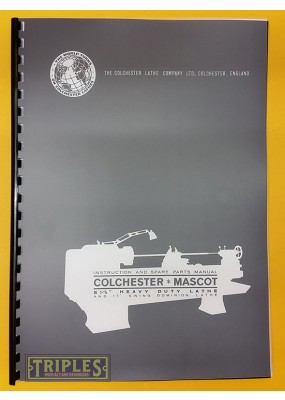 THE COLCHESTER LATHE COMPANY LTD, COLCHESTER, ENGLAND
INSTRUCTION AND SPARE PARTS MANUAL
COLCHESTER * MASCOT
8½" HEAVY DUTY LATHE
AND 17" SWING DOMINION LATHE
TRIPLES